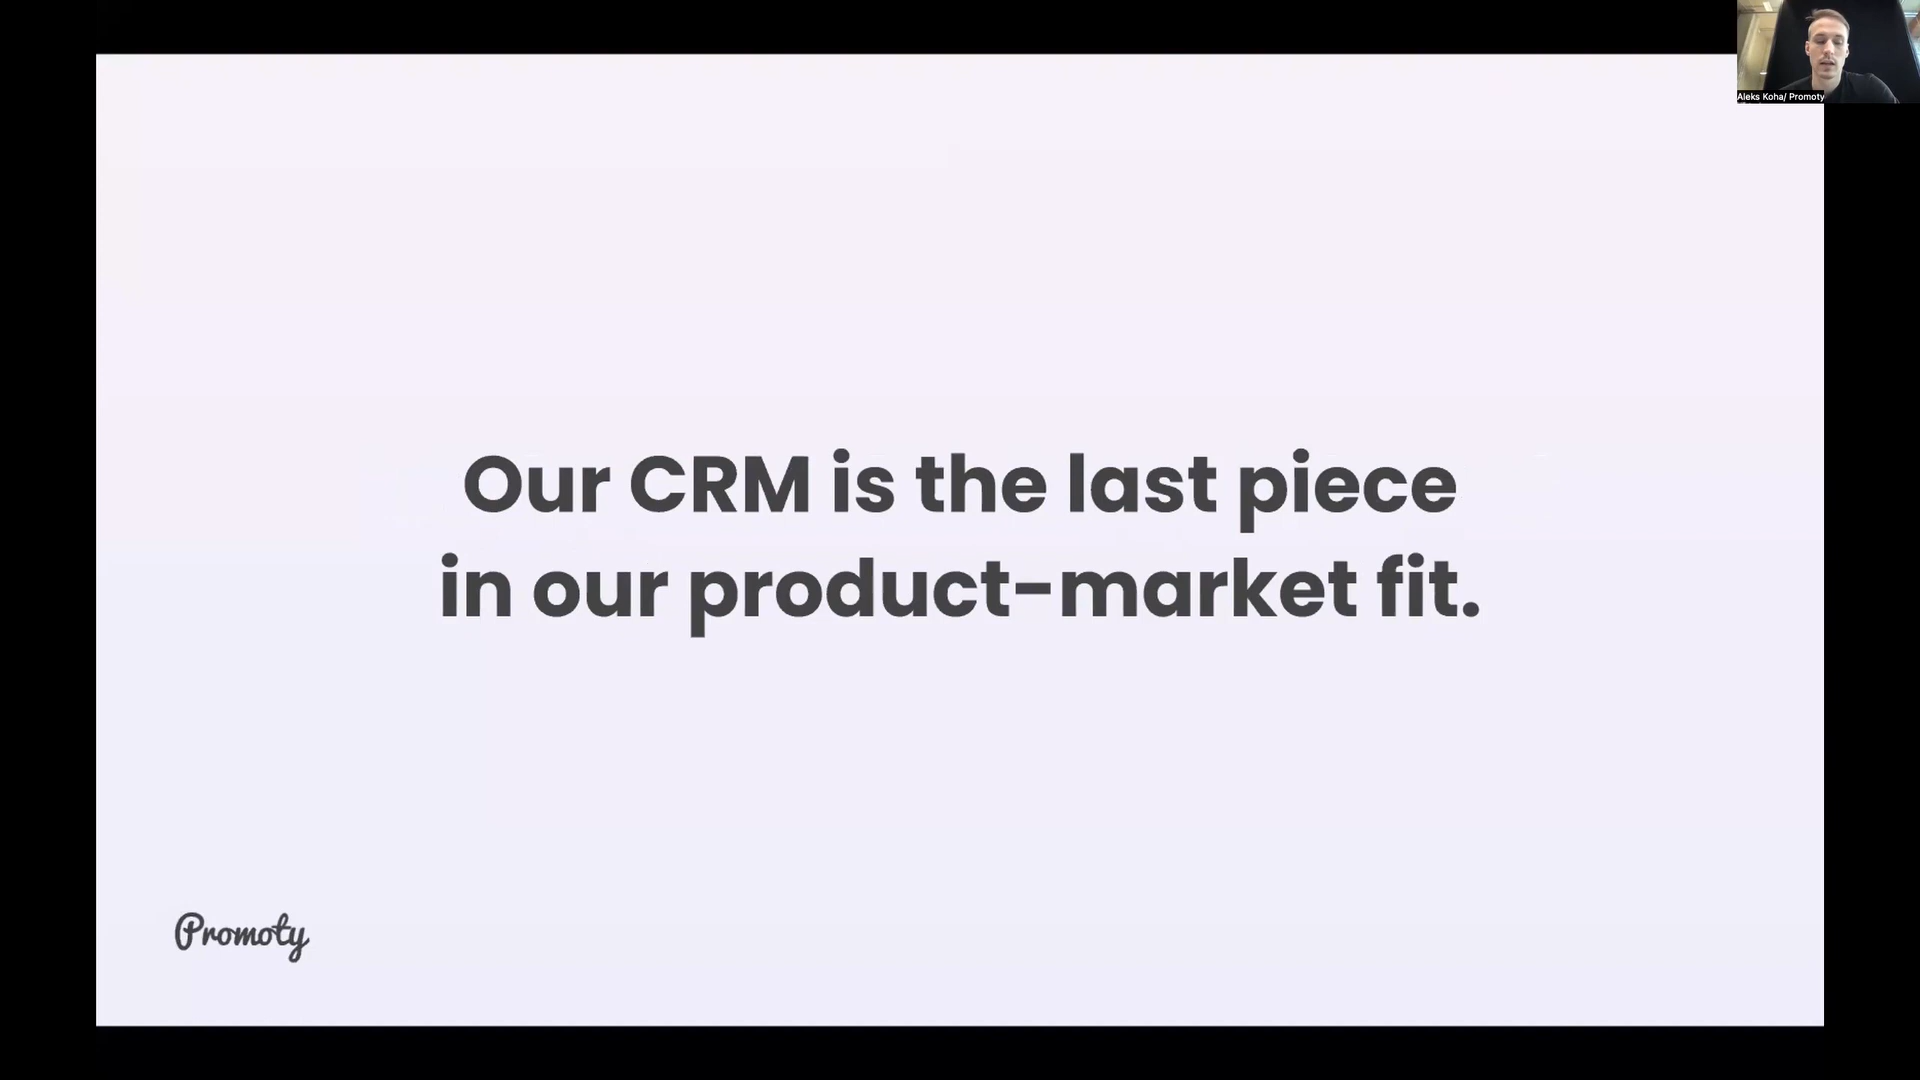 Aleks Koha/ Promoty
Our CRM is the last piece
in our product-market fit.
Promoty